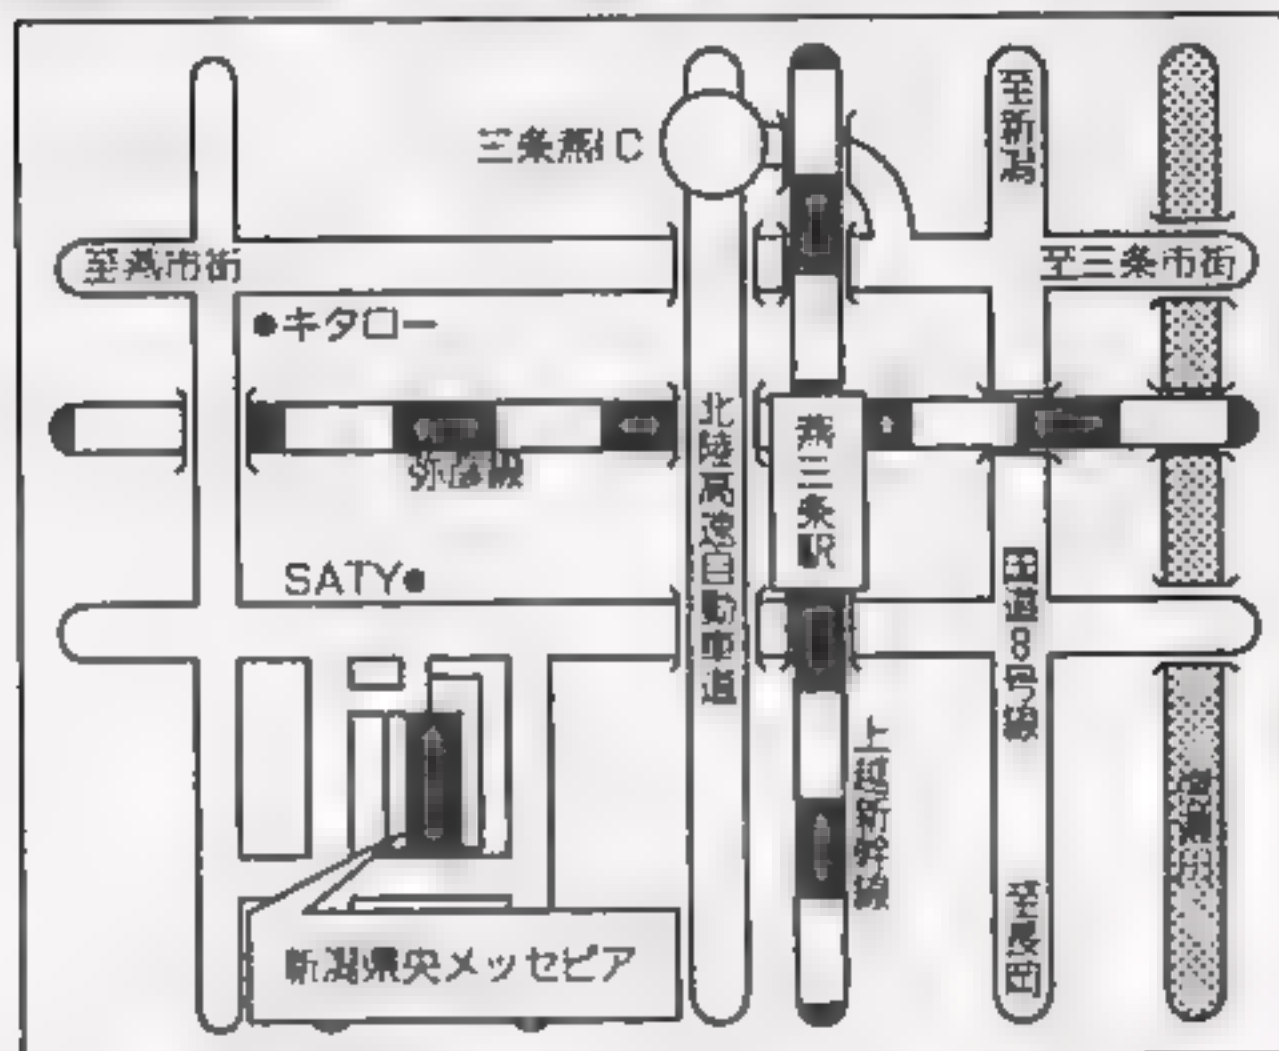 三条燕IC
至新潟
至燕市街
至三条市街
●キタロー
弥彦線
北陸高速自動車道
燕三条駅
SATY●
国道8号線
上越新幹線
至長岡
新潟県央メッセピア